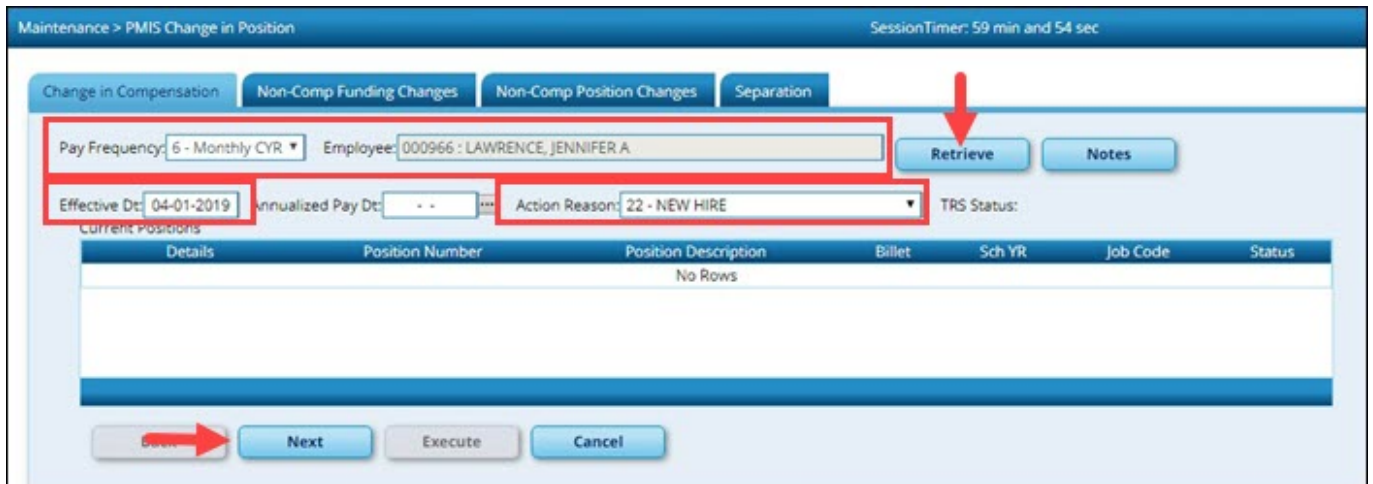 Maintenance > PMIS Change in Position SessionTimer: 59 min and 54 sec
Change in Compensation Non-Comp Funding Changes Non-Comp Position Changes Separation
Pay Frequency: 6 - Monthly CYR Employee: 000966 : LAWRENCE, JENNIFER A Retrieve Notes
Effective Dt: 04-01-2019 Annualized Pay Dt: - - Action Reason: 22 - NEW HIRE TRS Status:
Current Positions
Details Position Number Position Description Billet Sch YR Job Code Status
No Rows
Next Execute Cancel